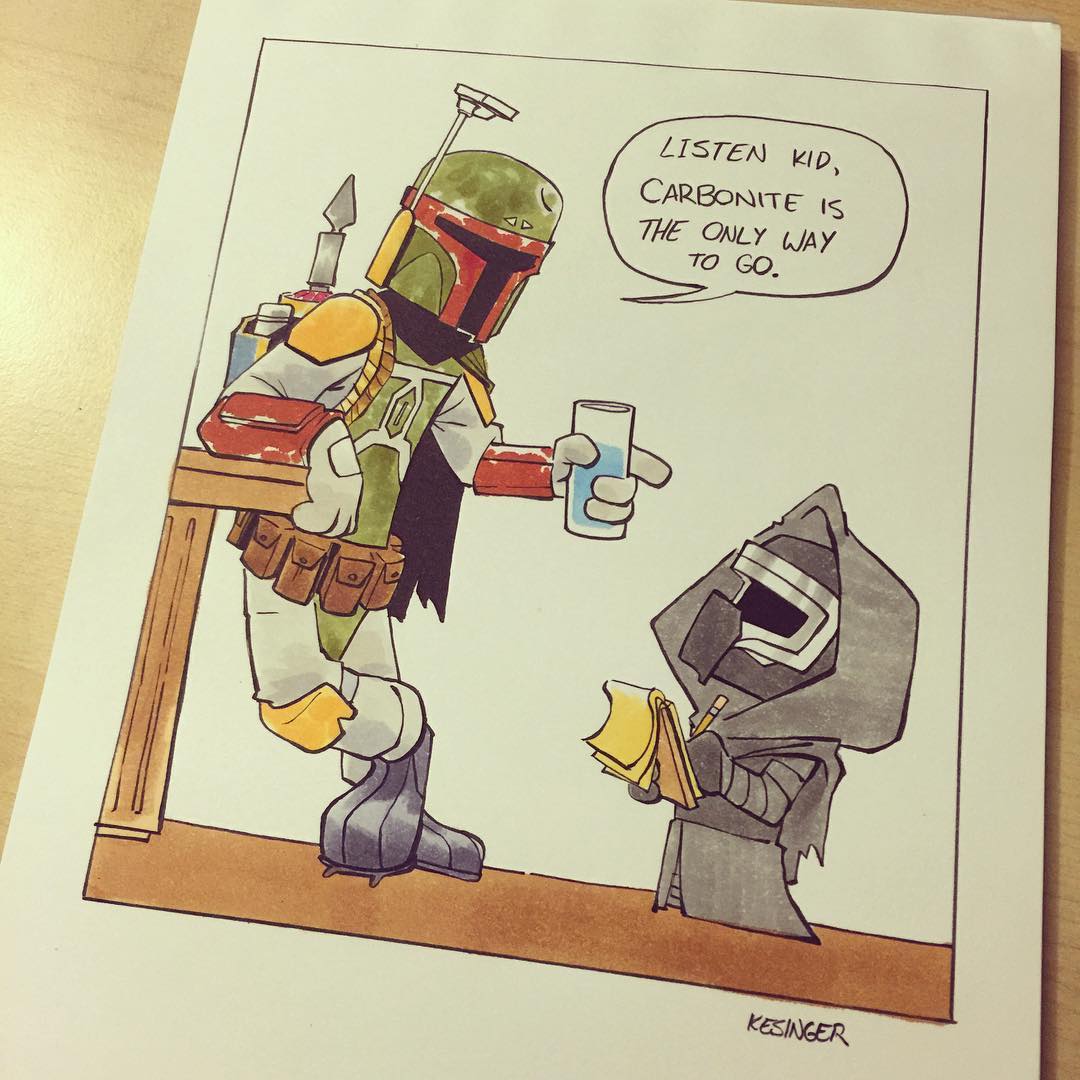 LISTEN KID,
CARBONITE IS
THE ONLY WAY
TO GO.
KESINGER